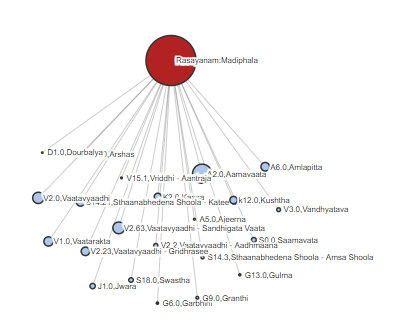 Rasayanam:Madiphala
D1.0,Dourbalya
,Arshas
A6.0,Amlapitta
A2.0,Aamavaata
V15.1,Vriddhi - Aantraja
V2.0,Vaatavyaadhi
Sthaanabhedena Shoola - Katee
k12.0,Kushtha
V3.0,Vandhyatava
A5.0,Ajeerna
V2.63,Vaatavyaadhi - Sandhigata Vaata
V1.0,Vaatarakta
V2.2,Vaatavyaadhi - Aadhmaana
S0.0,Saamavata
V2.23,Vaatavyaadhi - Gridhrasee
S14.3,Sthaanabhedena Shoola - Amsa Shoola
G13.0,Gulma
S18.0,Swastha
J1.0,Jwara
G9.0,Granthi
G6.0,Garbhini